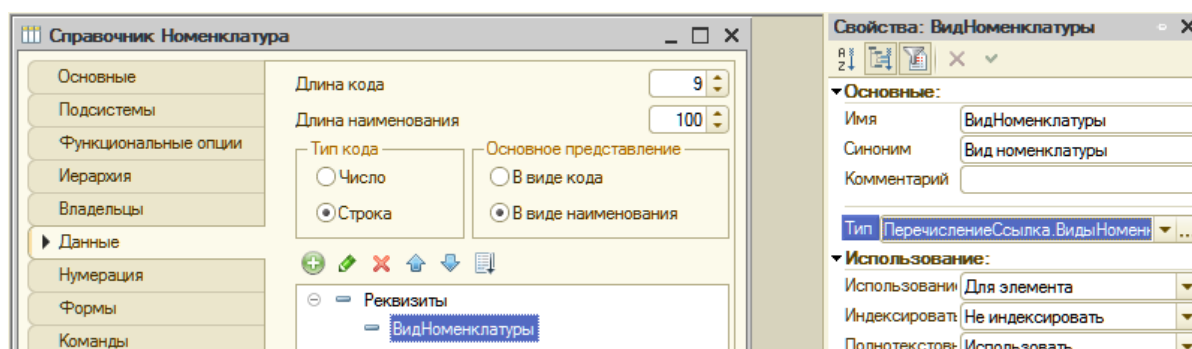 Справочник Номенклатура
Основные
Подсистемы
Функциональные опции
Иерархия
Владельцы
Данные
Нумерация
Формы
Команды
Длина кода 9
Длина наименования 100
Тип кода
Число
Строка
Основное представление
В виде кода
В виде наименования
Реквизиты
ВидНоменклатуры
Свойства: ВидНоменклатуры
Основные:
Имя ВидНоменклатуры
Синоним Вид номенклатуры
Комментарий
Тип ПеречислениеСсылка.ВидыНоменк
Использование:
Использовани Для элемента
Индексироват Не индексировать
Полнотекстов Использовать